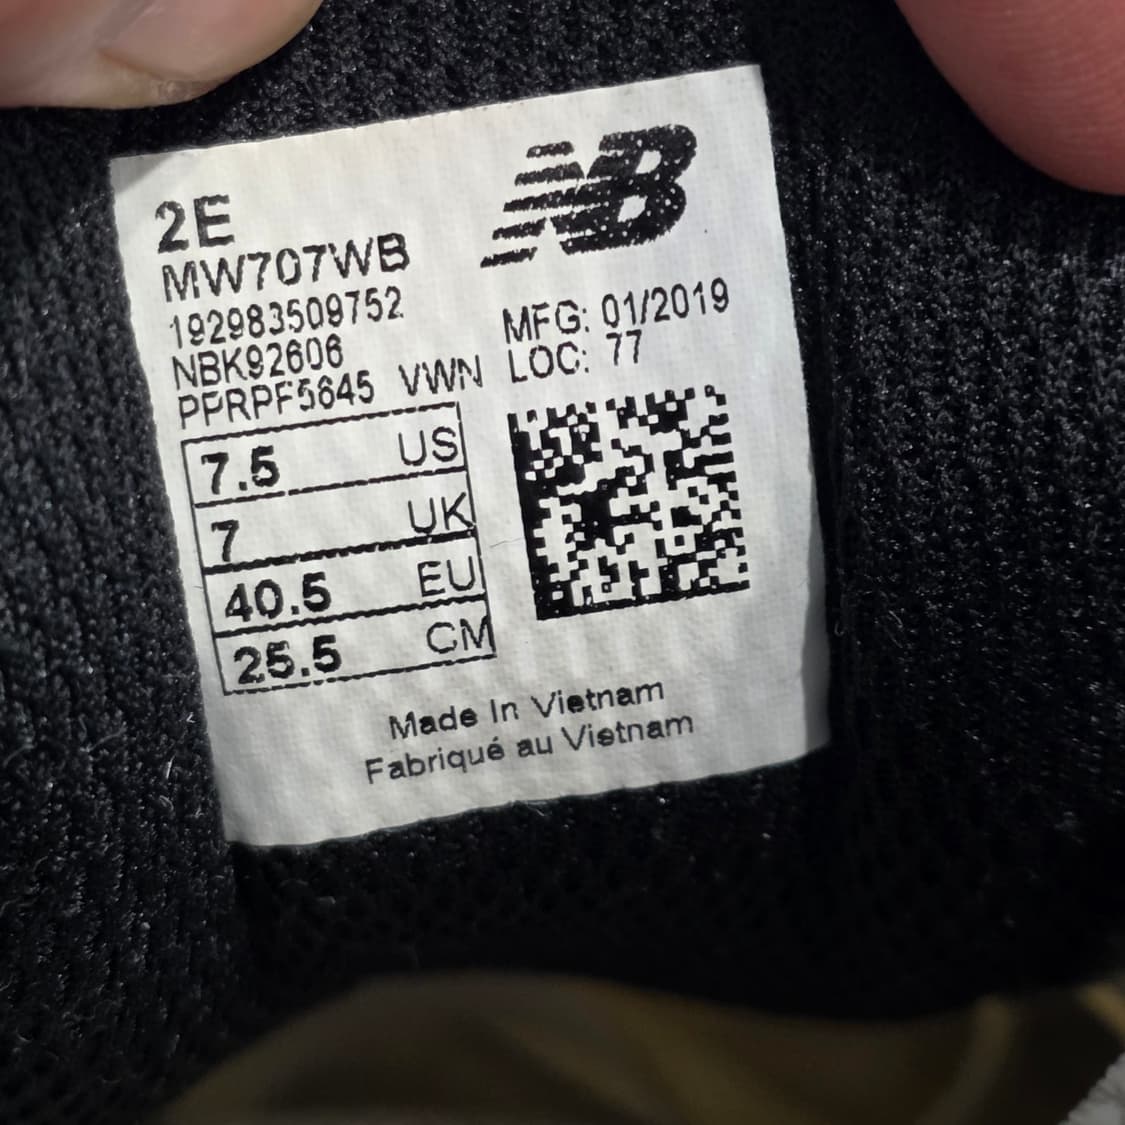 2E
MW707WB
192983509752
NBK92606
PPRPF5645 VWN
NB
MFG: 01/2019
LOC: 77
7.5 US
7 UK
40.5 EU
25.5 CM
Made In Vietnam
Fabriqué au Vietnam